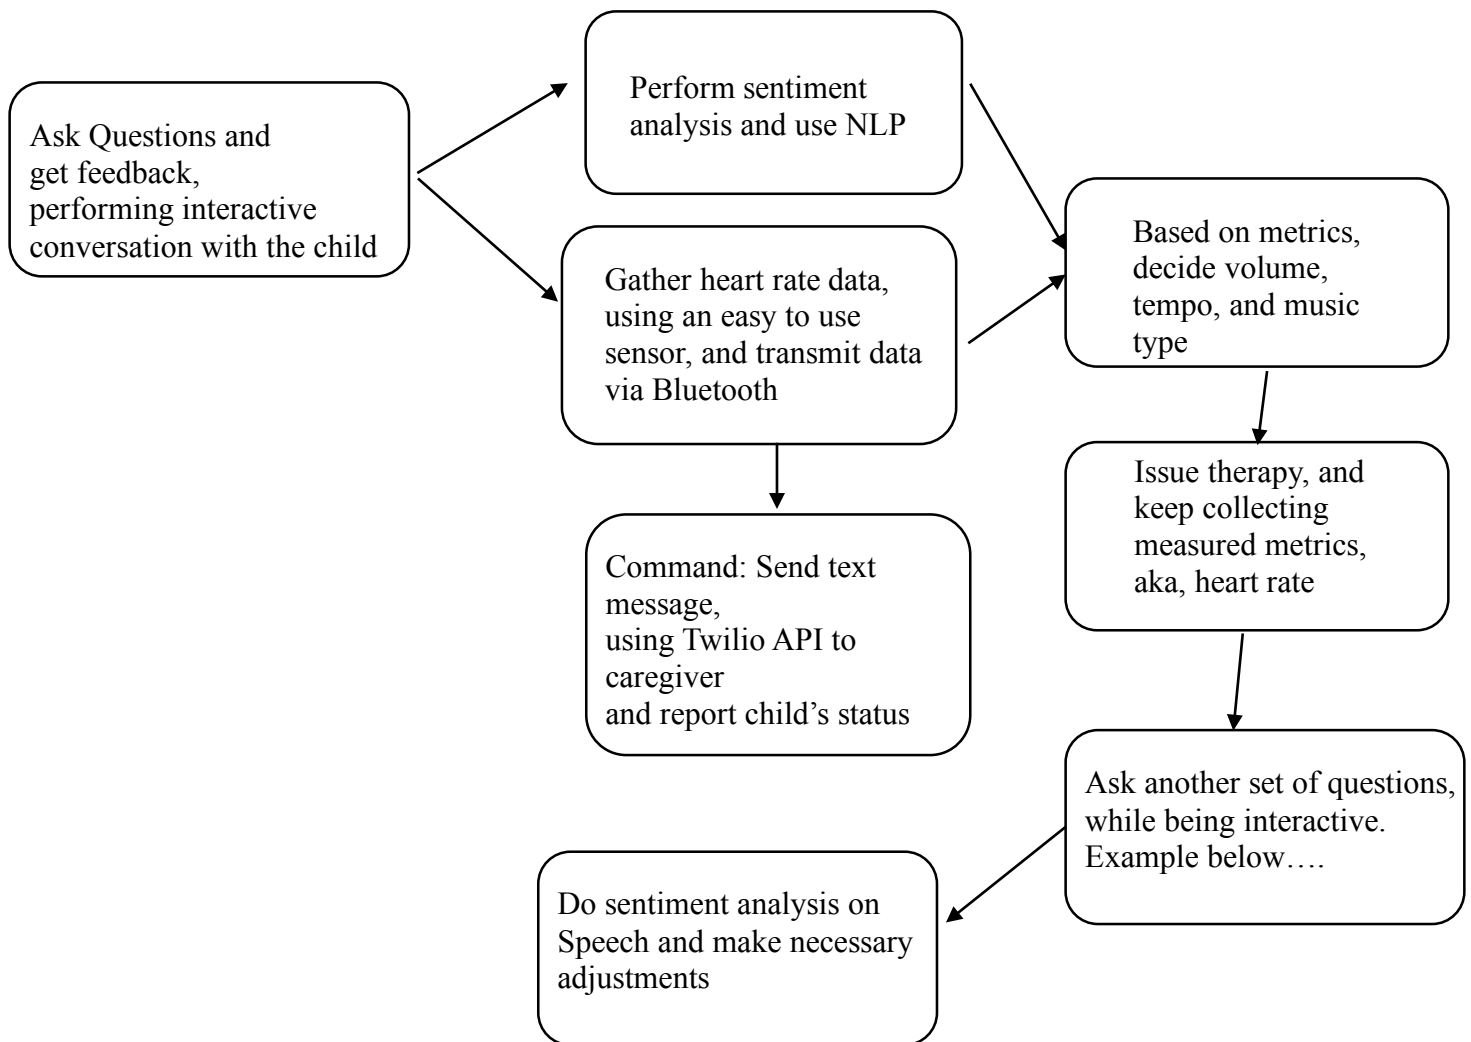 Ask Questions and
get feedback,
performing interactive
conversation with the child
Perform sentiment
analysis and use NLP
Gather heart rate data,
using an easy to use
sensor, and transmit data
via Bluetooth
Based on metrics,
decide volume,
tempo, and music
type
Command: Send text
message,
using Twilio API to
caregiver
and report child’s status
Issue therapy, and
keep collecting
measured metrics,
aka, heart rate
Ask another set of questions,
while being interactive.
Example below….
Do sentiment analysis on
Speech and make necessary
adjustments